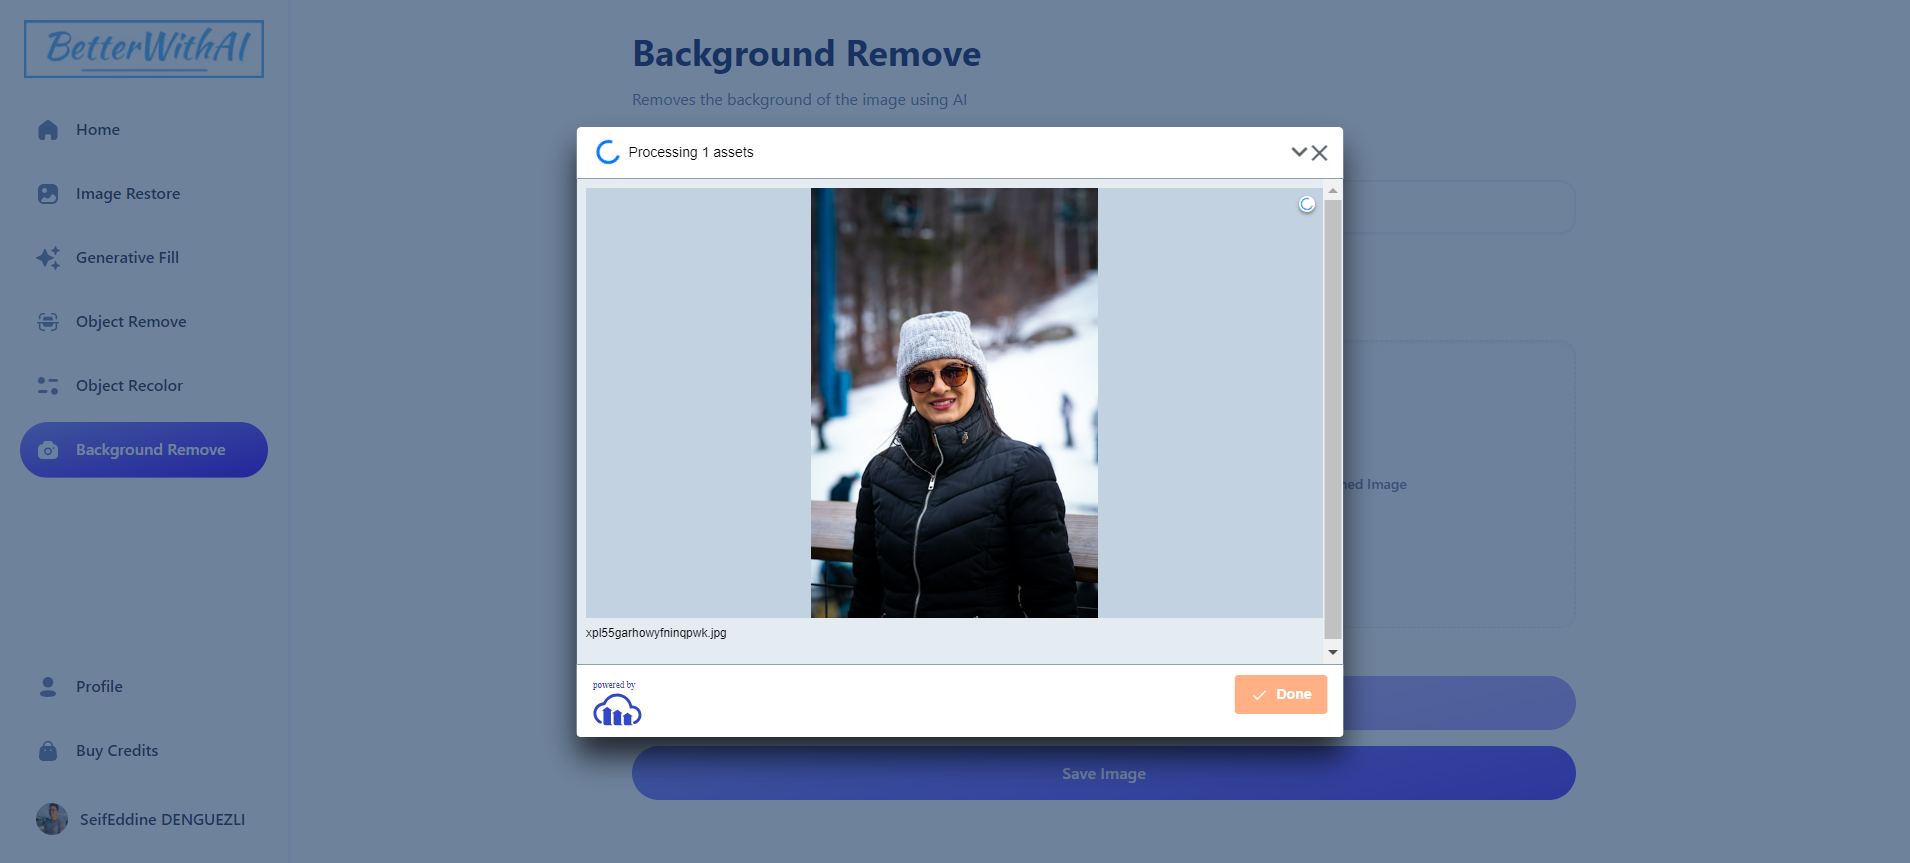 BetterWithAI
Home
Image Restore
Generative Fill
Object Remove
Object Recolor
Background Remove
Profile
Buy Credits
SeifEddine DENGUEZLI
Background Remove
Removes the background of the image using AI
Processing 1 assets
xpl55garhowyfninqpwk.jpg
powered by
Done
Image
Save Image